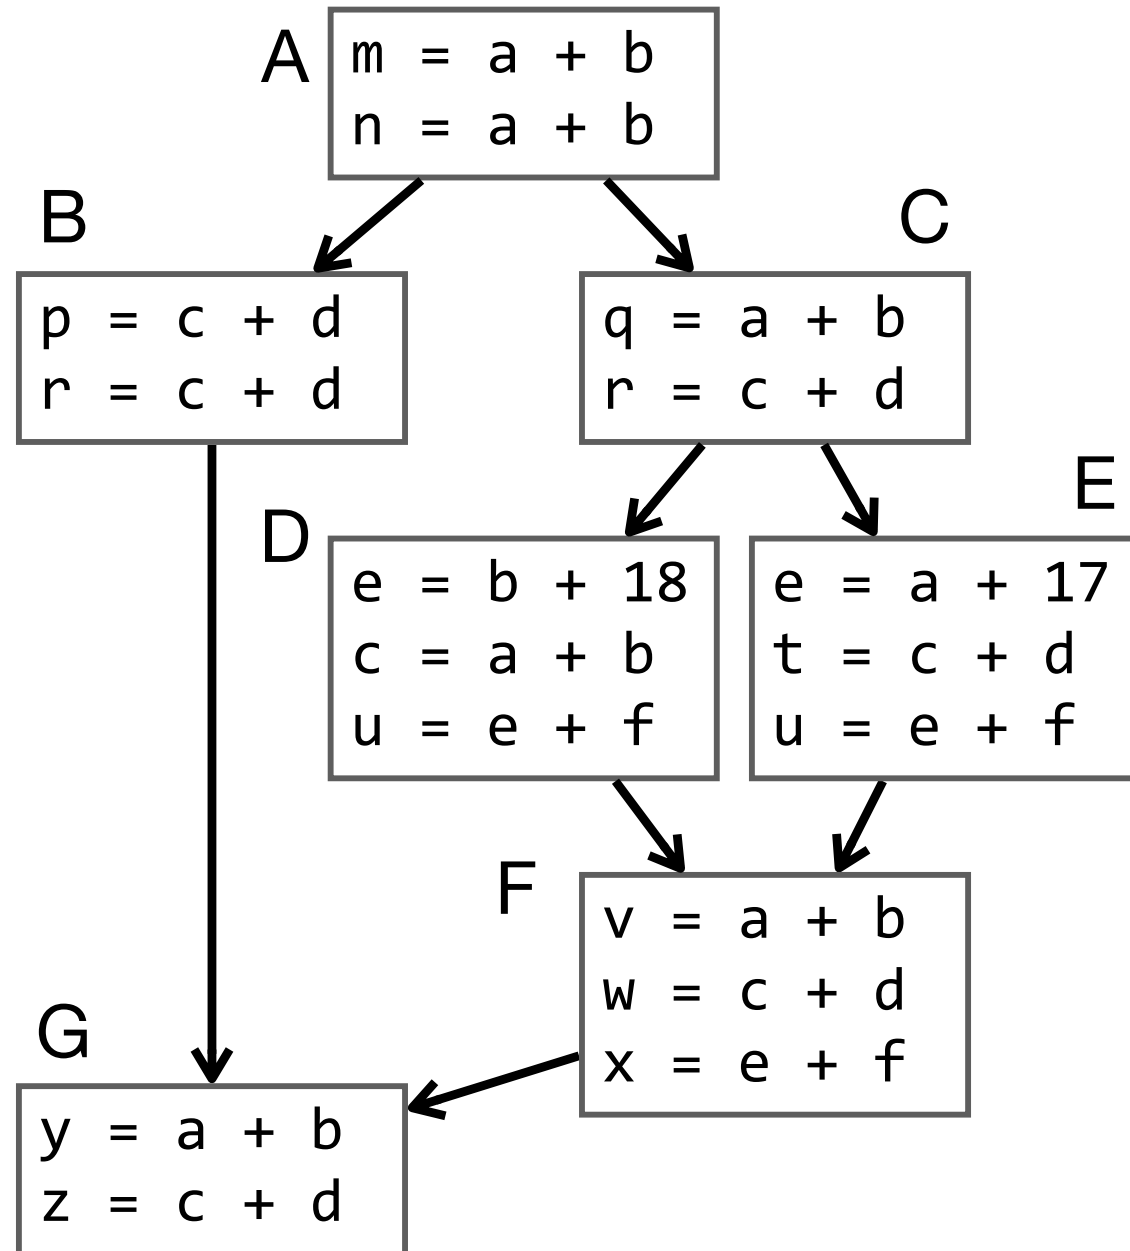 A
m = a + b
n = a + b
B
p = c + d
r = c + d
C
q = a + b
r = c + d
D
e = b + 18
c = a + b
u = e + f
E
e = a + 17
t = c + d
u = e + f
F
v = a + b
w = c + d
x = e + f
G
y = a + b
z = c + d